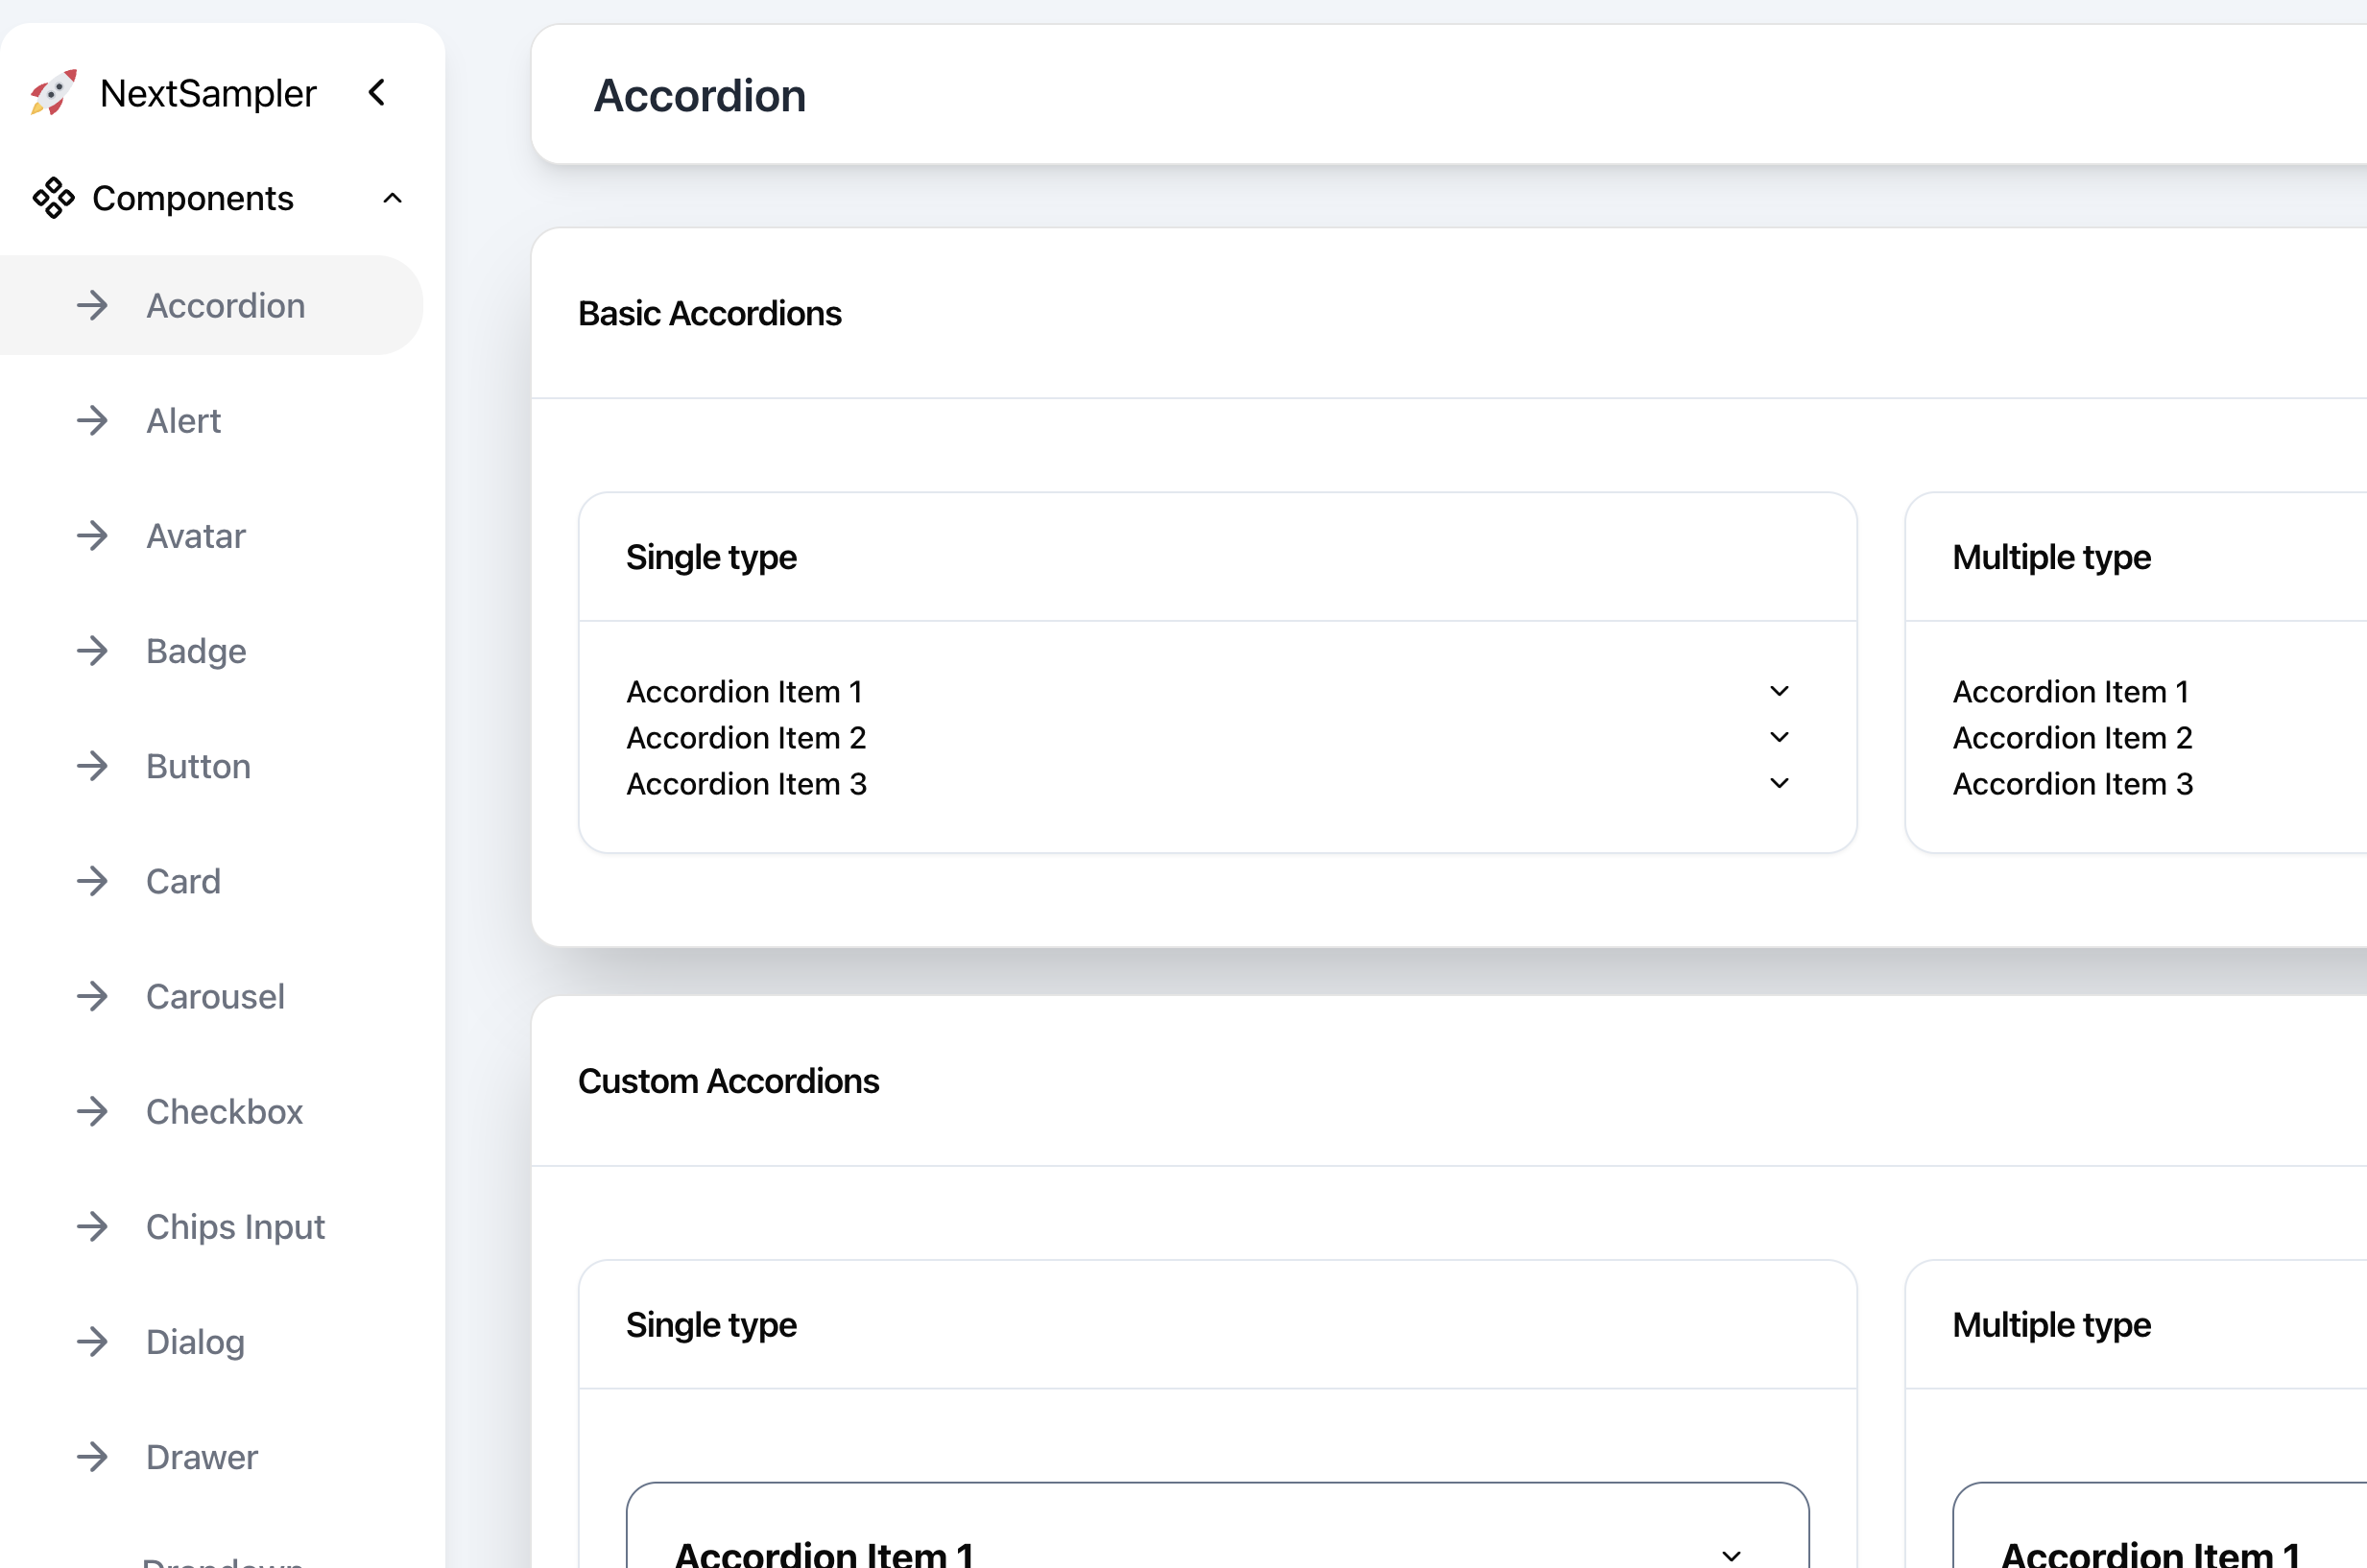 NextSampler
Components
Accordion
Alert
Avatar
Badge
Button
Card
Carousel
Checkbox
Chips Input
Dialog
Drawer
Dropdown
Accordion
Basic Accordions
Single type
Accordion Item 1
Accordion Item 2
Accordion Item 3
Multiple type
Accordion Item 1
Accordion Item 2
Accordion Item 3
Custom Accordions
Single type
Accordion Item 1
Multiple type
Accordion Item 1